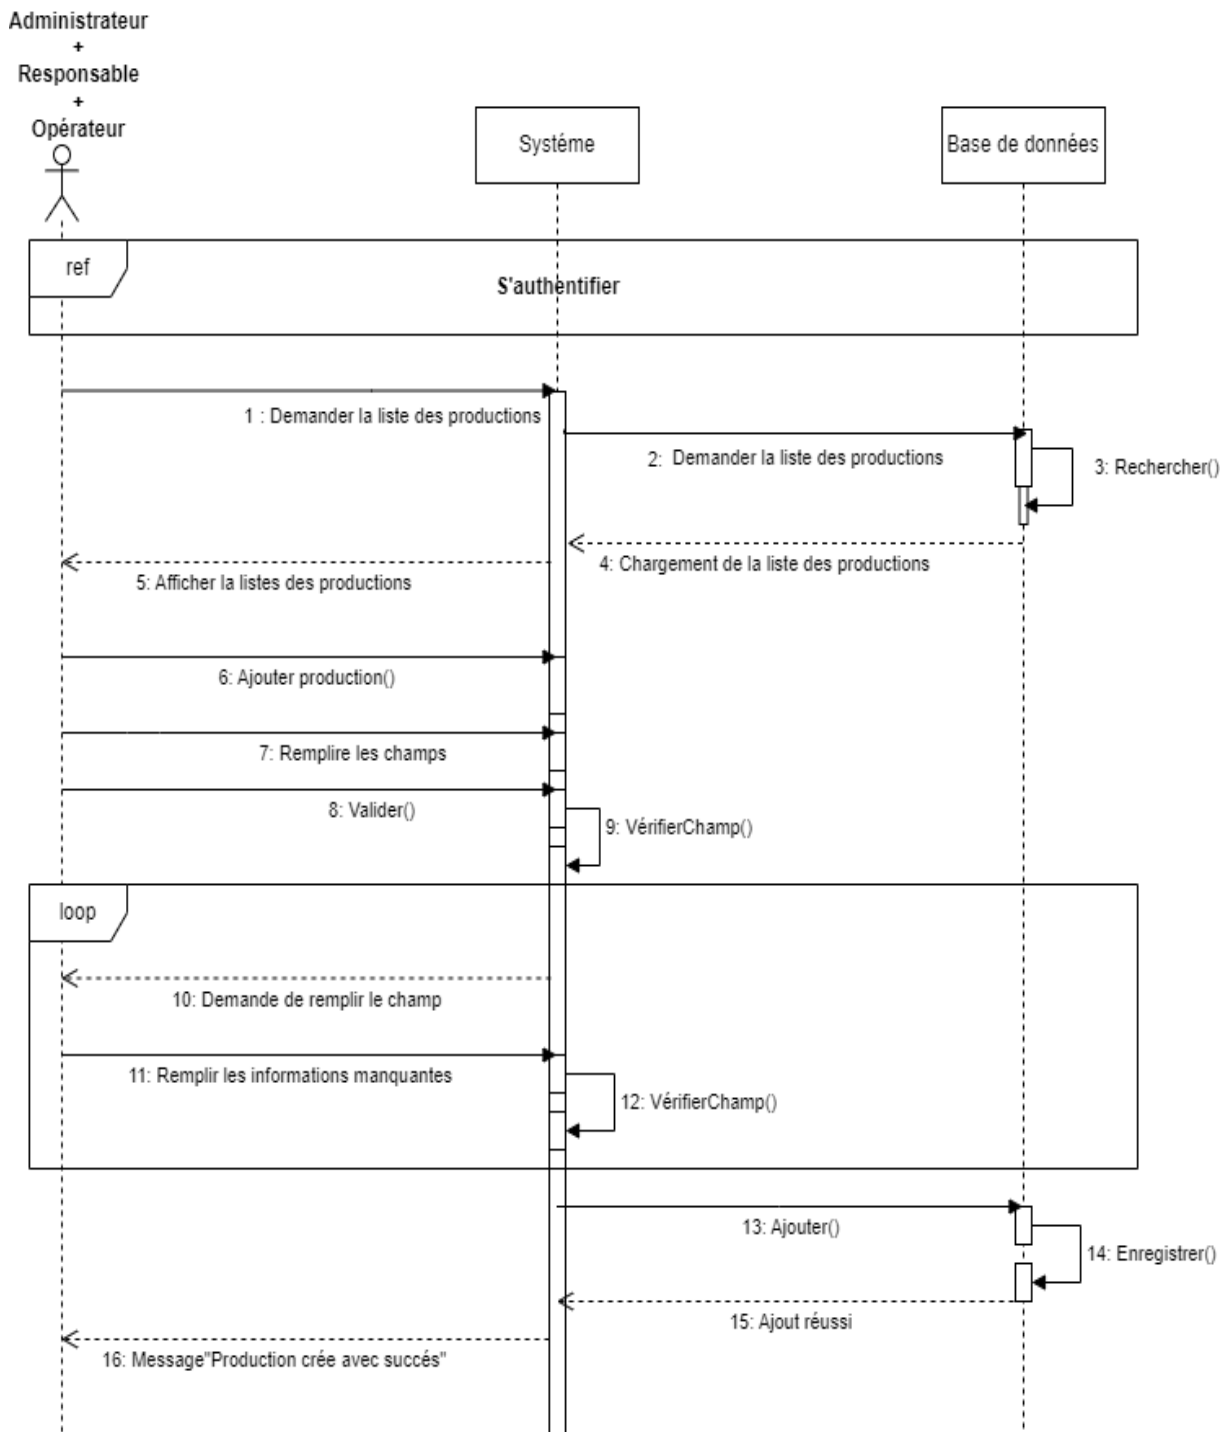 Administrateur
+
Responsable
+
Opérateur
Systéme
Base de données
ref
S'authentifier
1 : Demander la liste des productions
2: Demander la liste des productions
3: Rechercher()
4: Chargement de la liste des productions
5: Afficher la listes des productions
6: Ajouter production()
7: Remplire les champs
8: Valider()
9: VérifierChamp()
loop
10: Demande de remplir le champ
11: Remplir les informations manquantes
12: VérifierChamp()
13: Ajouter()
14: Enregistrer()
15: Ajout réussi
16: Message"Production crée avec succés"